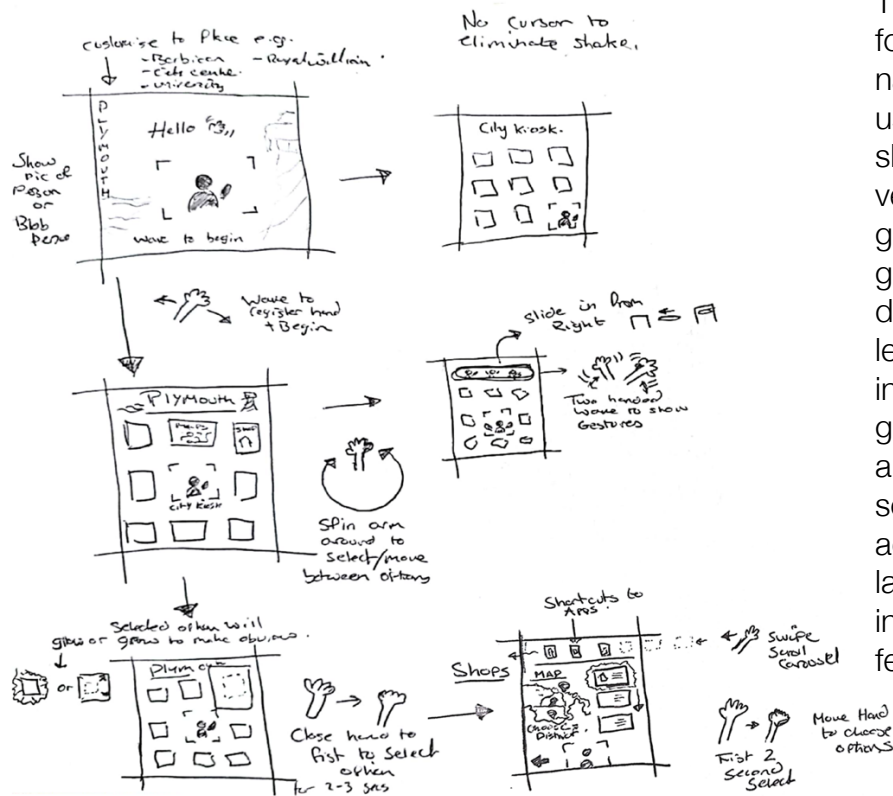 customise to place e.g.
- Barbican - Royal William.
- City centre.
- University
No Cursor to
eliminate shake.
PLYMOUTH
Hello
wave to begin
Show
pic of
Person
or
Blob
City Kiosk.
Wave to
register hand
+ Begin
Slide in from
Right
Two handed
wave to show
Gestures
Plymouth
City Kiosk
Spin arm
around to
select/move
between options
Selected option will
glow or grow to make obvious.
or
Close hand to
fist to select
option
for 2-3 secs
Shortcuts to
Apps.
Shops
MAP
Choose
District
Swipe
Scroll
Carousel
Fist 2
Second
Select
Move Hand
to choose
options